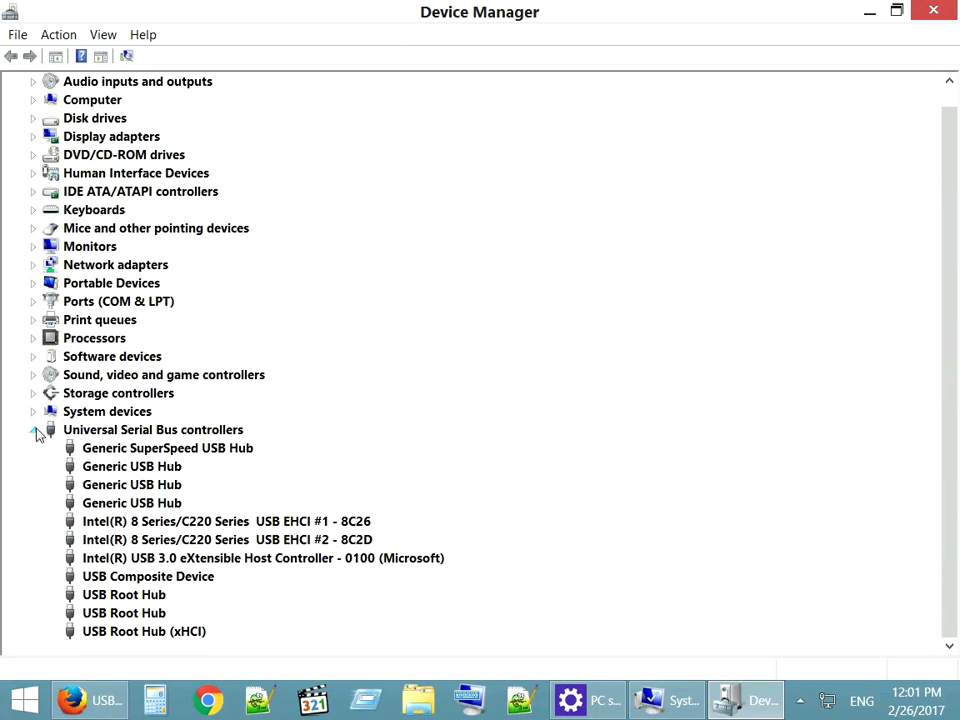 Device Manager
File Action View Help
Audio inputs and outputs
Computer
Disk drives
Display adapters
DVD/CD-ROM drives
Human Interface Devices
IDE ATA/ATAPI controllers
Keyboards
Mice and other pointing devices
Monitors
Network adapters
Portable Devices
Ports (COM & LPT)
Print queues
Processors
Software devices
Sound, video and game controllers
Storage controllers
System devices
Universal Serial Bus controllers
Generic SuperSpeed USB Hub
Generic USB Hub
Generic USB Hub
Generic USB Hub
Intel(R) 8 Series/C220 Series  USB EHCI #1 - 8C26
Intel(R) 8 Series/C220 Series  USB EHCI #2 - 8C2D
Intel(R) USB 3.0 eXtensible Host Controller - 0100 (Microsoft)
USB Composite Device
USB Root Hub
USB Root Hub
USB Root Hub (xHCI)
USB... 321 PC s... Syst... Dev... ENG 12:01 PM
2/26/2017